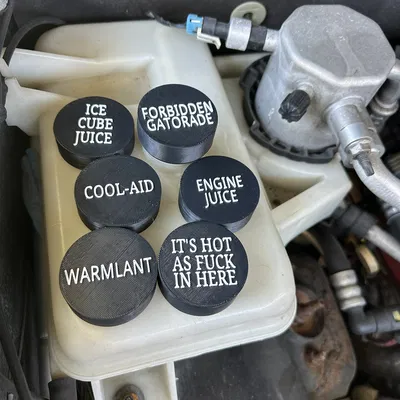 ICE
CUBE
JUICE
FORBIDDEN
GATORADE
COOL-AID
ENGINE
JUICE
WARMLANT
IT'S HOT
AS FUCK
IN HERE